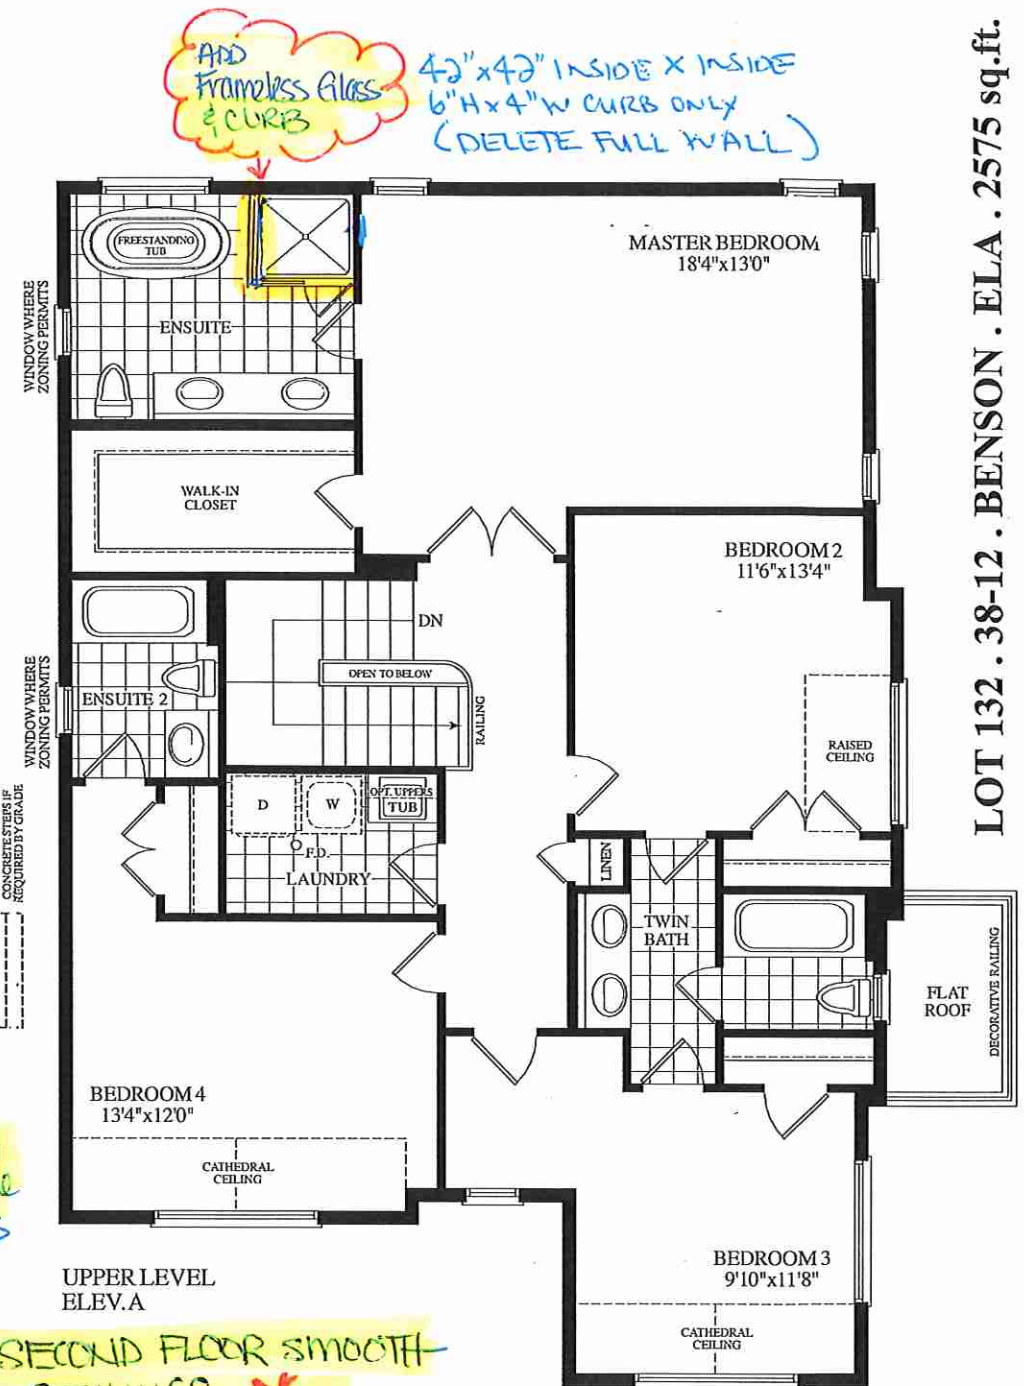 ADD
Frameless Glass
& CURB
42"x42" INSIDE X INSIDE
6"H x 4"W CURB ONLY
(DELETE FULL WALL)
FREESTANDING
TUB
MASTER BEDROOM
18'4"x13'0"
WINDOW WHERE
ZONING PERMITS
ENSUITE
WALK-IN
CLOSET
BEDROOM 2
11'6"x13'4"
DN
OPEN TO BELOW
RAILING
WINDOW WHERE
ZONING PERMITS
ENSUITE 2
RAISED
CEILING
CONCRETE STEPS IF
REQUIRED BY GRADE
D
W
OPT. UPPERS
TUB
F.D.
LAUNDRY
LINEN
TWIN
BATH
FLAT
ROOF
DECORATIVE RAILING
BEDROOM 4
13'4"x12'0"
CATHEDRAL
CEILING
BEDROOM 3
9'10"x11'8"
CATHEDRAL
CEILING
UPPER LEVEL
ELEV. A
SECOND FLOOR SMOOTH
LOT 132 . 38-12 . BENSON . ELA . 2575 sq.ft.